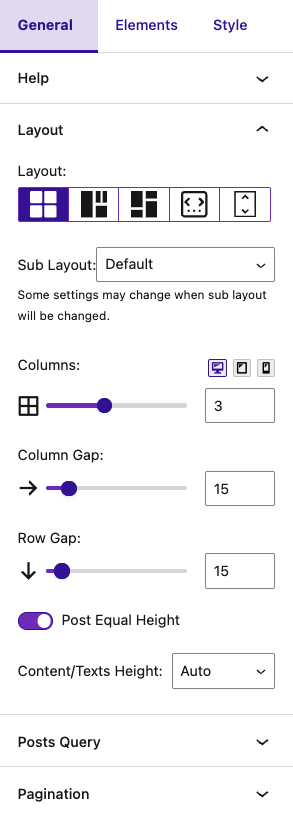 General Elements Style
Help
Layout
Layout:
Sub Layout: Default
Some settings may change when sub layout
will be changed.
Columns:
3
Column Gap:
15
Row Gap:
15
Post Equal Height
Content/Texts Height: Auto
Posts Query
Pagination